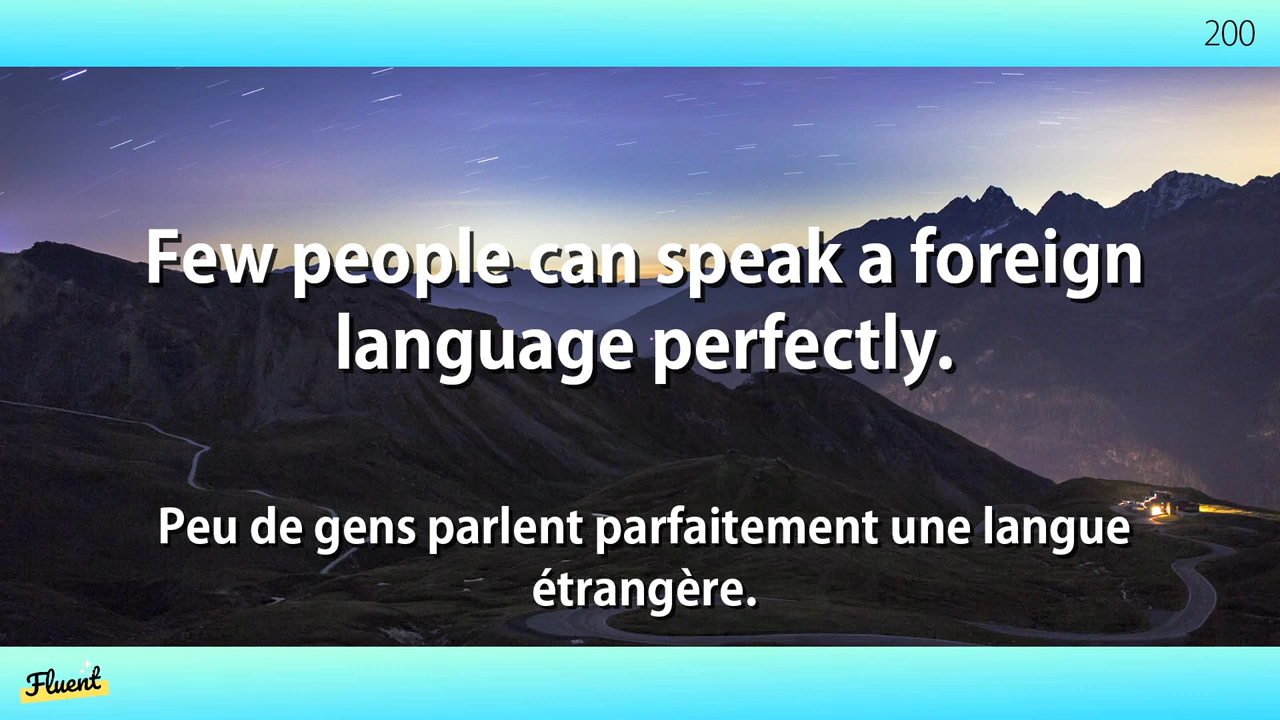 200
Few people can speak a foreign
language perfectly.
Peu de gens parlent parfaitement une langue
étrangère.
Fluent